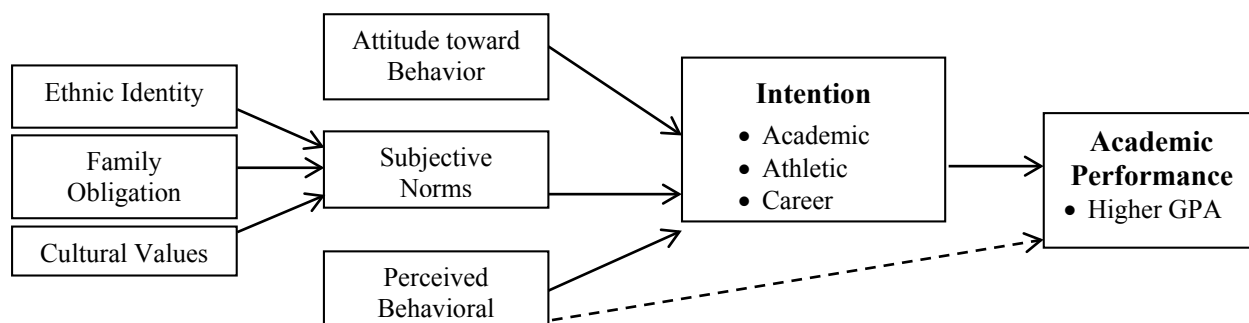 Ethnic Identity
Family
Obligation
Cultural Values
Attitude toward
Behavior
Subjective
Norms
Perceived
Behavioral
Intention
• Academic
• Athletic
• Career
Academic
Performance
• Higher GPA